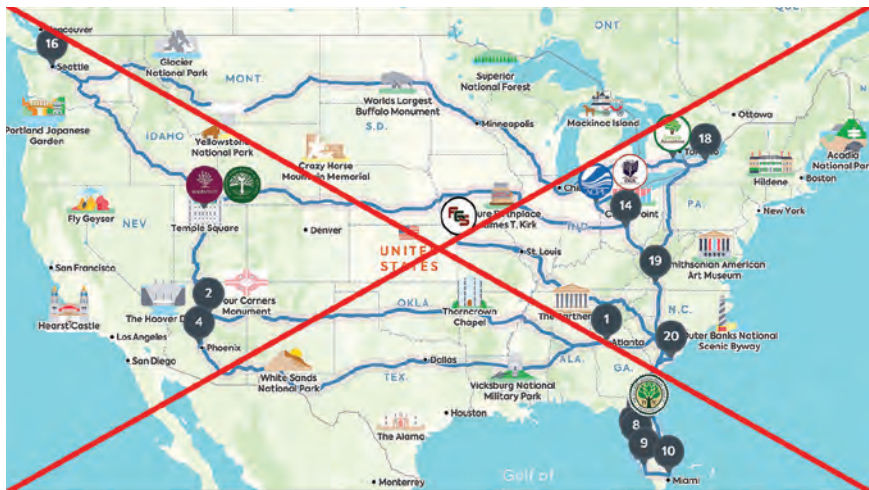 ONT
Vancouver
16
Seattle
Glacier
National Park
MONT.
Worlds Largest
Buffalo Monument
S.D.
Superior
National Forest
Minneapolis
Mackinac Island
Ottawa
18
Acadia
National Park
Portland Japanese
Garden
IDAHO
Yellowstone
National Park
Crazy Horse
Mountain Memorial
Hildene
Boston
New York
PA.
14
Fly Geyser
NEV
Temple Square
Denver
FGS
James T. Kirk
IND.
UNITED
STATES
St. Louis
19
Smithsonian American
Art Museum
San Francisco
2
Four Corners
Monument
Hearst Castle
The Hoover
4
OKLA
Thorncrown
Chapel
The Parthenon
1
N.C.
Outer Banks National
Scenic Byway
20
Los Angeles
Phoenix
San Diego
Atlanta
White Sands
National Park
TEX.
Dallas
Vicksburg National
Military Park
ALA.
GA.
Houston
The Alamo
8
9
10
Monterrey
Gulf of
Miami